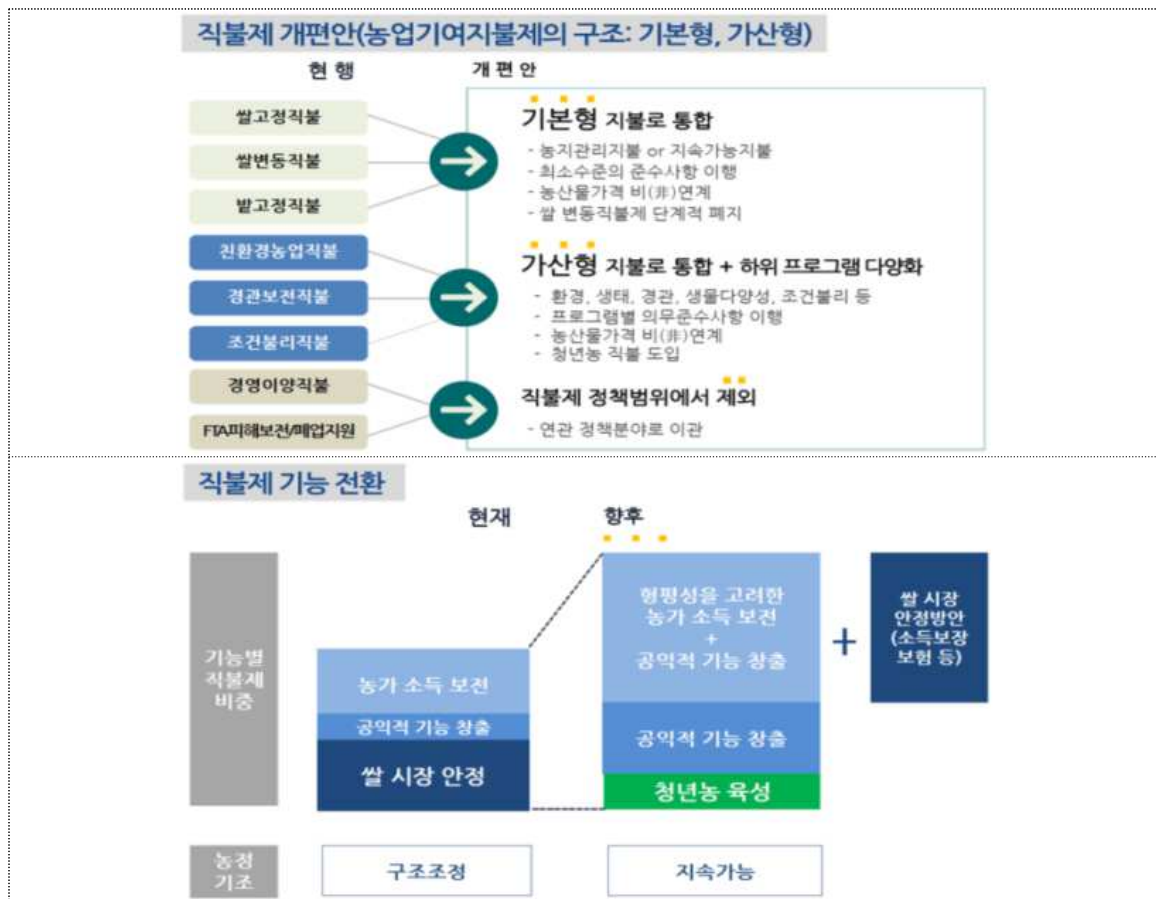 직불제 개편안(농업기여지불제의 구조: 기본형, 가산형)
현 행
개 편 안
쌀고정직불
쌀변동직불
밭고정직불
기본형 지불로 통합
- 농지관리지불 or 지속가능지불
- 최소수준의 준수사항 이행
- 농산물가격 비(非)연계
- 쌀 변동직불제 단계적 폐지
친환경농업직불
경관보전직불
조건불리직불
가산형 지불로 통합 + 하위 프로그램 다양화
- 환경, 생태, 경관, 생물다양성, 조건불리 등
- 프로그램별 의무준수사항 이행
- 농산물가격 비(非)연계
- 청년농 직불 도입
경영이양직불
FTA피해보전/폐업지원
직불제 정책범위에서 제외
- 연관 정책분야로 이관
직불제 기능 전환
현재
향후
기능별
직불제
비중
농가 소득 보전
공익적 기능 창출
쌀 시장 안정
형평성을 고려한
농가 소득 보전
+
공익적 기능 창출
공익적 기능 창출
청년농 육성
+
쌀 시장
안정방안
(소득보장
보험 등)
농정
기조
구조조정
지속가능